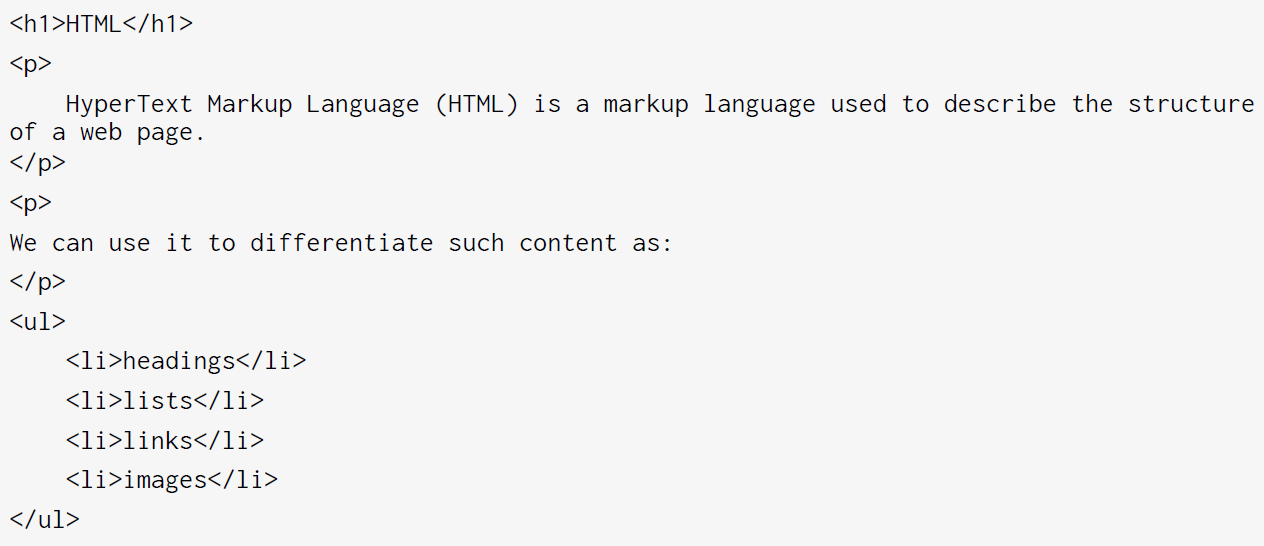 <h1>HTML</h1>
<p>
    HyperText Markup Language (HTML) is a markup language used to describe the structure
of a web page.
</p>
<p>
We can use it to differentiate such content as:
</p>
<ul>
    <li>headings</li>
    <li>lists</li>
    <li>links</li>
    <li>images</li>
</ul>